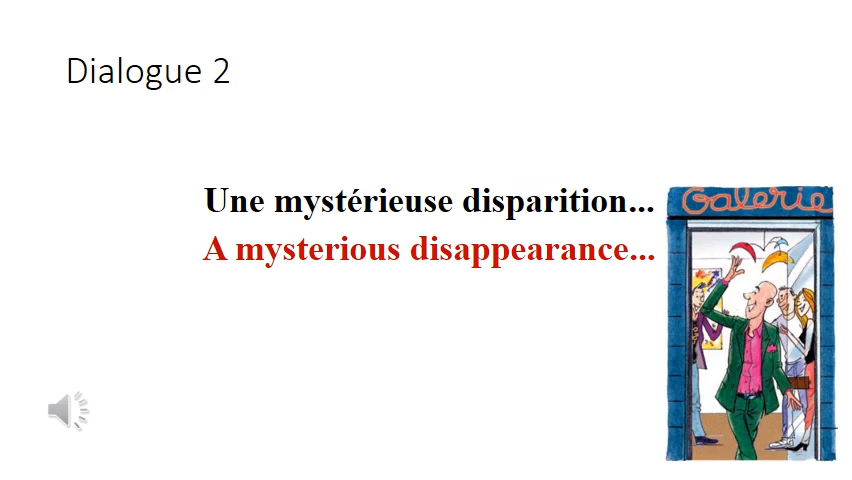 Dialogue 2
Une mystérieuse disparition...
A mysterious disappearance...
Galerie